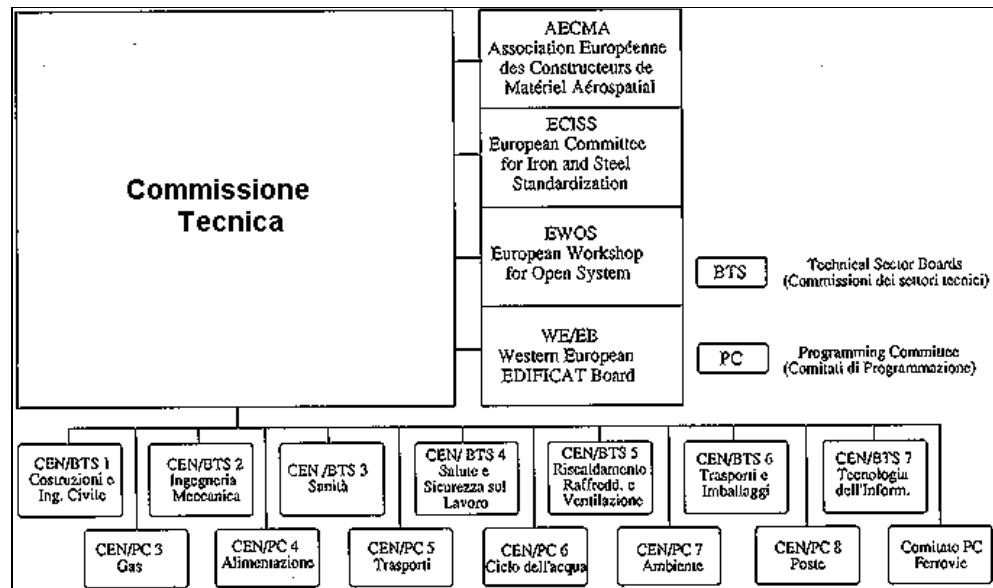 Commissione
Tecnica
AECMA
Association Européenne
des Constructeurs de
Matériel Aérospatial
ECISS
European Committee
for Iron and Steel
Standardization
EWOS
European Workshop
for Open System
WE/EB
Western European
EDIFICAT Board
BTS
Technical Sector Boards
(Commissioni dei settori tecnici)
PC
Programming Committee
(Comitati di Programmazione)
CEN/BTS 1
Costruzioni e
Ing. Civile
CEN/BTS 2
Ingegneria
Meccanica
CEN /BTS 3
Sanità
CEN/ BTS 4
Salute e
Sicurezza sul
Lavoro
CEN/BTS 5
Riscaldamento
Raffredd. e
Ventilazione
CEN/BTS 6
Trasporti e
Imballaggi
CEN/BTS 7
Tecnologia
dell'Inform.
CEN/PC 3
Gas
CEN/PC 4
Alimentazione
CEN/PC 5
Trasporti
CEN/PC 6
Ciclo dell'acqua
CEN/PC 7
Ambiente
CEN/PC 8
Poste
Comitato PC
Ferrovie